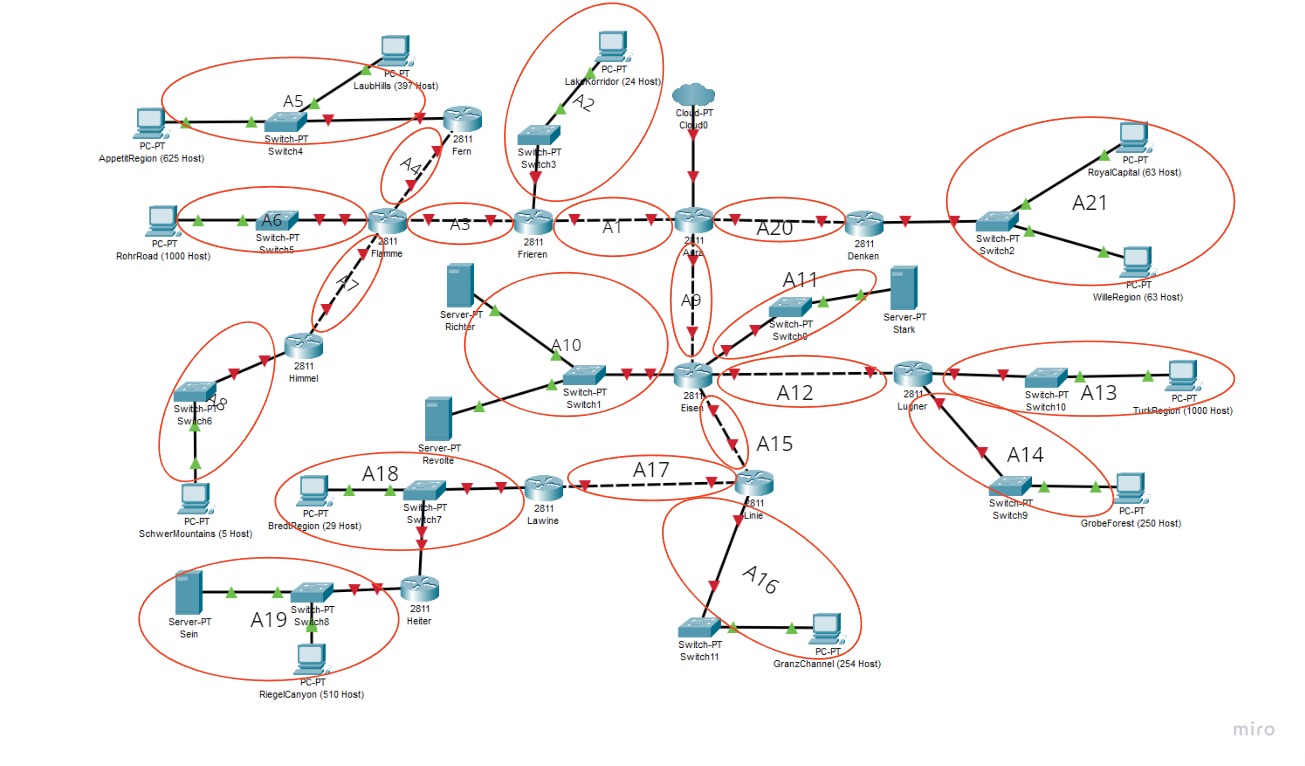 PC-PT
LaubHills (397 Host)
A5
PC-PT
AppetitRegion (625 Host)
Switch-PT
Switch4
2811
Fern
A4
PC-PT
LakeKorridor (24 Host)
A2
Switch-PT
Switch3
Cloud-PT
Cloud0
PC-PT
RoyalCapital (63 Host)
A21
Switch-PT
Switch2
PC-PT
WilleRegion (63 Host)
PC-PT
RohrRoad (1000 Host)
A6
Switch-PT
Switch5
2811
Flamme
A3
2811
Frieren
A1
2811
A20
2811
Denken
A7
A9
Server-PT
Richter
A10
A11
Switch-PT
Switch0
Server-PT
Stark
2811
Himmel
A8
Switch-PT
Switch6
PC-PT
SchwerMountains (5 Host)
Switch-PT
Switch1
Server-PT
Revolte
2811
Eisen
A12
2811
Lugner
Switch-PT
Switch10
A13
PC-PT
TurkRegion (1000 Host)
A15
A14
Switch-PT
Switch9
PC-PT
GrobeForest (250 Host)
A18
PC-PT
BredtRegion (29 Host)
Switch-PT
Switch7
2811
Lawine
A17
2811
Linie
A16
Switch-PT
Switch11
PC-PT
GranzChannel (254 Host)
Server-PT
Sein
A19
Switch-PT
Switch8
2811
Heiter
PC-PT
RiegelCanyon (510 Host)
miro